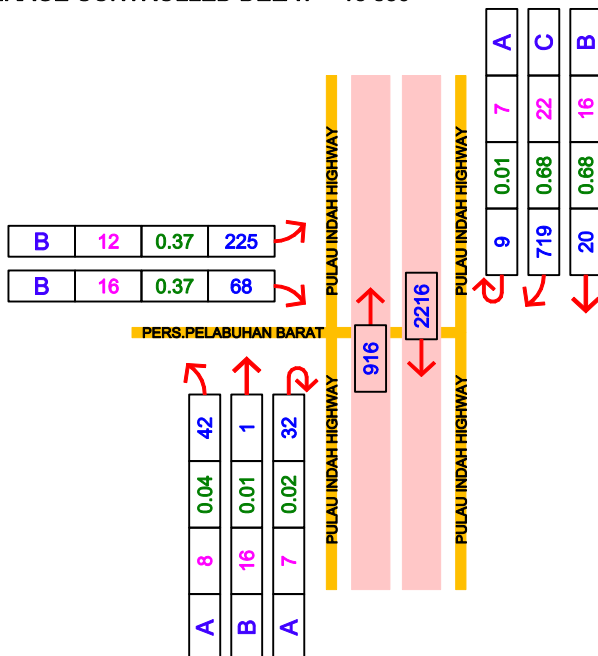 A C B
7 22 16
0.01 0.68 0.68
9 719 20
PULAU INDAH HIGHWAY
PULAU INDAH HIGHWAY
B 12 0.37 225
B 16 0.37 68
2216
916
PERS.PELABUHAN BARAT
PULAU INDAH HIGHWAY
PULAU INDAH HIGHWAY
42 1 32
0.04 0.01 0.02
8 16 7
A B A